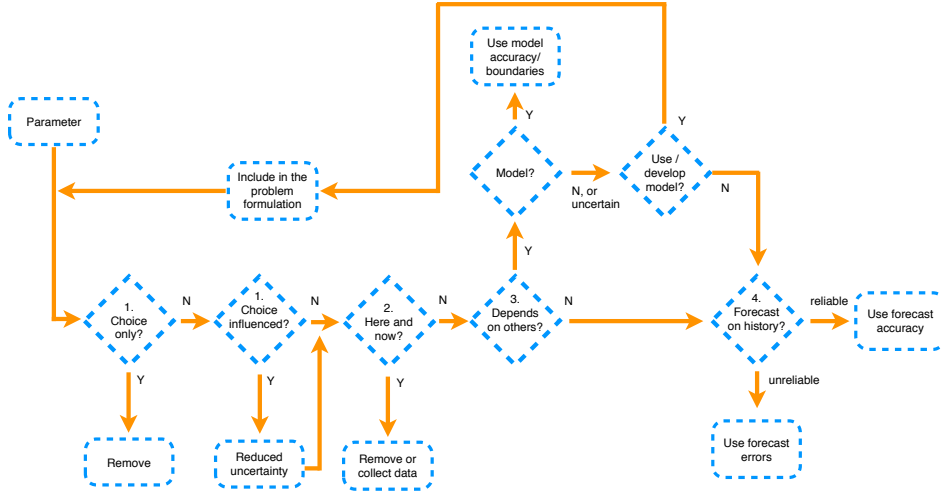 Use model
accuracy/
boundaries
Parameter
Y
Y
Model?
Use /
develop
model?
Include in the
problem
formulation
N, or
uncertain
N
Y
1.
Choice
only?
N
1.
Choice
influenced?
N
2.
Here and
now?
N
3.
Depends
on others?
N
4.
Forecast
on history?
reliable
Use forecast
accuracy
Y
Y
Y
unreliable
Remove
Reduced
uncertainty
Remove or
collect data
Use forecast
errors